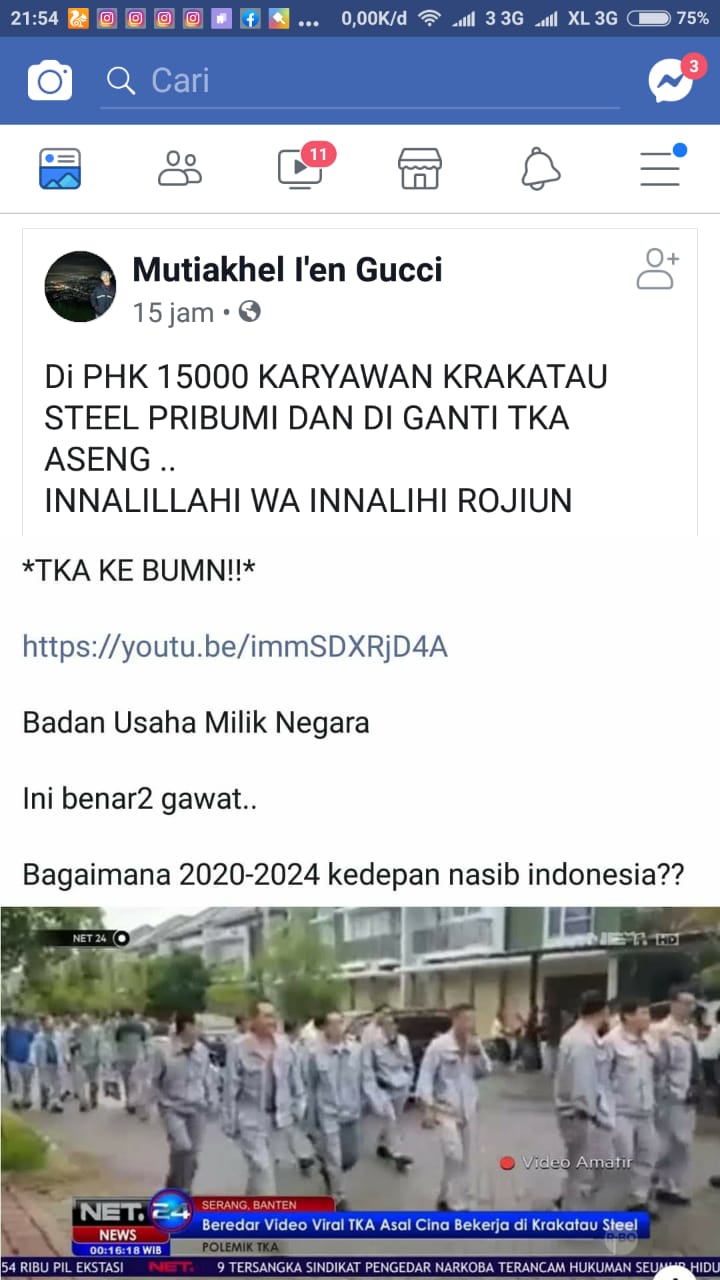 21:54 ... 0,00K/d 3 3G XL 3G 75%
Cari
3
11
Mutiakhel I'en Gucci
15 jam •
Di PHK 15000 KARYAWAN KRAKATAU
STEEL PRIBUMI DAN DI GANTI TKA
ASENG ..
INNALILLAHI WA INNALIHI ROJIUN
*TKA KE BUMN!!*
https://youtu.be/immSDXRjD4A
Badan Usaha Milik Negara
Ini benar2 gawat..
Bagaimana 2020-2024 kedepan nasib indonesia??
NET 24
NET. HD
Video Amatir
NET. 24
SERANG, BANTEN
Beredar Video Viral TKA Asal Cina Bekerja di Krakatau Steel
NEWS
00:16:18 WIB
POLEMIK TKA
R-BO
54 RIBU PIL EKSTASI NET. 9 TERSANGKA SINDIKAT PENGEDAR NARKOBA TERANCAM HUKUMAN SEUMUR HIDU